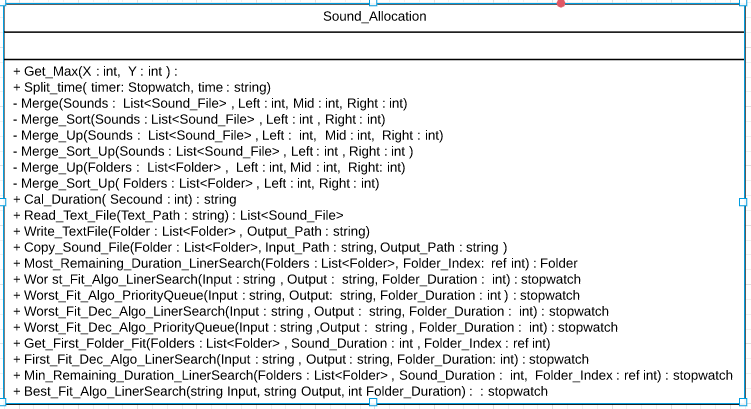 Sound_Allocation
+ Get_Max(X : int, Y : int ) :
+ Split_time( timer: Stopwatch, time : string)
- Merge(Sounds : List<Sound_File> , Left : int, Mid : int, Right : int)
- Merge_Sort(Sounds : List<Sound_File> , Left : int , Right : int)
- Merge_Up(Sounds : List<Sound_File> , Left : int, Mid : int, Right : int)
- Merge_Sort_Up(Sounds : List<Sound_File> , Left : int , Right : int )
- Merge_Up(Folders : List<Folder> , Left : int, Mid : int, Right: int)
- Merge_Sort_Up( Folders : List<Folder> , Left : int, Right : int)
+ Cal_Duration( Secound : int) : string
+ Read_Text_File(Text_Path : string) : List<Sound_File>
+ Write_TextFile(Folder : List<Folder> , Output_Path : string)
+ Copy_Sound_File(Folder : List<Folder>, Input_Path : string, Output_Path : string )
+ Most_Remaining_Duration_LinerSearch(Folders : List<Folder>, Folder_Index: ref int) : Folder
+ Wor st_Fit_Algo_LinerSearch(Input : string , Output : string, Folder_Duration : int) : stopwatch
+ Worst_Fit_Algo_PriorityQueue(Input : string, Output: string, Folder_Duration : int ) : stopwatch
+ Worst_Fit_Dec_Algo_LinerSearch(Input : string , Output : string, Folder_Duration : int) : stopwatch
+ Worst_Fit_Dec_Algo_PriorityQueue(Input : string ,Output : string , Folder_Duration : int) : stopwatch
+ Get_First_Folder_Fit(Folders : List<Folder> , Sound_Duration : int , Folder_Index : ref int)
+ First_Fit_Dec_Algo_LinerSearch(Input : string , Output : string, Folder_Duration: int) : stopwatch
+ Min_Remaining_Duration_LinerSearch(Folders : List<Folder> , Sound_Duration : int, Folder_Index : ref int) : stopwatch
+ Best_Fit_Algo_LinerSearch(string Input, string Output, int Folder_Duration) : : stopwatch